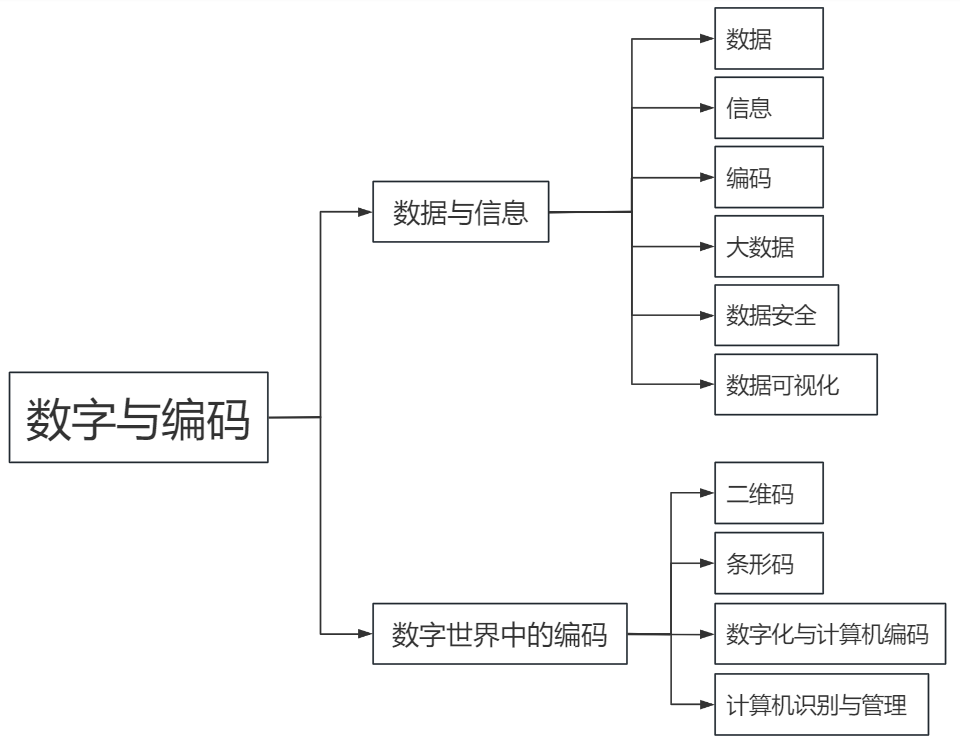 数字与编码
数据与信息
数据
信息
编码
大数据
数据安全
数据可视化
数字世界中的编码
二维码
条形码
数字化与计算机编码
计算机识别与管理